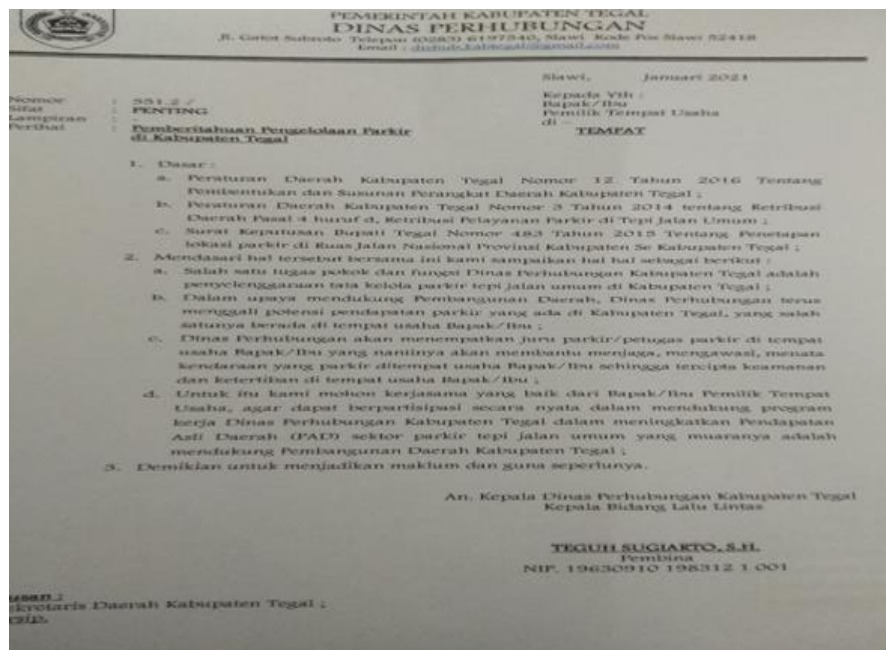 PEMERINTAH KABUPATEN TEGAL
DINAS PERHUBUNGAN
Jl. Gatot Subroto Telepon (0283) 6197540, Slawi Kode Pos Slawi 52416
Email : dishub.kabtegal@gmail.com
Slawi, Januari 2021
Kepada Yth :
Bapak/Ibu
Pemilik Tempat Usaha
di –
TEMPAT
Nomor : 551.2 /
Sifat : PENTING
Lampiran : -
Perihal : Pemberitahuan Pengelolaan Parkir
di Kabupaten Tegal
1. Dasar :
a. Peraturan Daerah Kabupaten Tegal Nomor 12 Tahun 2016 Tentang
Pembentukan dan Susunan Perangkat Daerah Kabupaten Tegal ;
b. Peraturan Daerah Kabupaten Tegal Nomor 3 Tahun 2014 tentang Retribusi
Daerah Pasal 4 huruf d, Retribusi Pelayanan Parkir di Tepi Jalan Umum ;
c. Surat Keputusan Bupati Tegal Nomor 483 Tahun 2015 Tentang Penetapan
lokasi parkir di Ruas Jalan Nasional Provinsi Kabupaten Se Kabupaten Tegal ;
2. Mendasari hal tersebut bersama ini kami sampaikan hal hal sebagai berikut :
a. Salah satu tugas pokok dan fungsi Dinas Perhubungan Kabupaten Tegal adalah
penyelenggaraan tata kelola parkir tepi jalan umum di Kabupaten Tegal ;
b. Dalam upaya mendukung Pembangunan Daerah, Dinas Perhubungan terus
menggali potensi pendapatan parkir yang ada di Kabupaten Tegal, yang salah
satunya berada di tempat usaha Bapak/Ibu ;
c. Dinas Perhubungan akan menempatkan juru parkir/petugas parkir di tempat
usaha Bapak/Ibu yang nantinya akan membantu menjaga, mengawasi, menata
kendaraan yang parkir ditempat usaha Bapak/Ibu sehingga tercipta keamanan
dan ketertiban di tempat usaha Bapak/Ibu ;
d. Untuk itu kami mohon kerjasama yang baik dari Bapak/Ibu Pemilik Tempat
Usaha, agar dapat berpartisipasi secara nyata dalam mendukung program
kerja Dinas Perhubungan Kabupaten Tegal dalam meningkatkan Pendapatan
Asli Daerah (PAD) sektor parkir tepi jalan umum yang muaranya adalah
mendukung Pembangunan Daerah Kabupaten Tegal ;
3. Demikian untuk menjadikan maklum dan guna seperlunya.
An. Kepala Dinas Perhubungan Kabupaten Tegal
Kepala Bidang Lalu Lintas
TEGUH SUGIARTO, S.H.
Pembina
NIP. 19630910 198312 1 001
usan :
ekretaris Daerah Kabupaten Tegal ;
rsip.